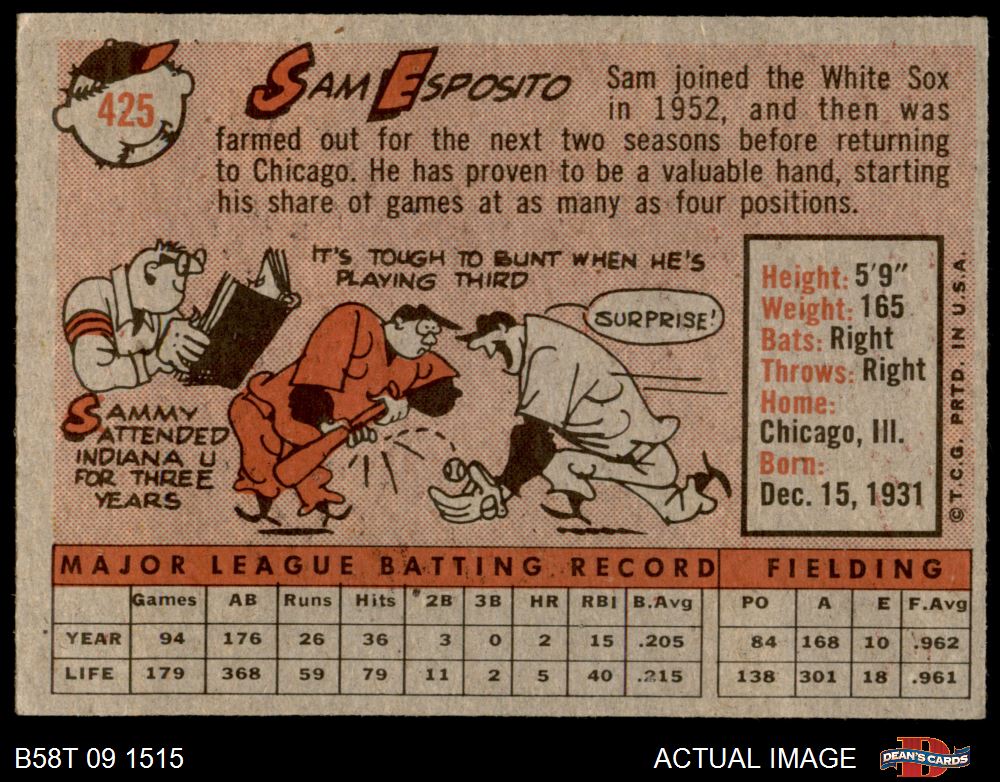 425
SAM ESPOSITO
Sam joined the White Sox
in 1952, and then was
farmed out for the next two seasons before returning
to Chicago. He has proven to be a valuable hand, starting
his share of games at as many as four positions.
IT'S TOUGH TO BUNT WHEN HE'S
PLAYING THIRD
SURPRISE!
SAMMY
ATTENDED
INDIANA U
FOR THREE
YEARS
Height: 5'9"
Weight: 165
Bats: Right
Throws: Right
Home:
Chicago, Ill.
Born:
Dec. 15, 1931
©T.C.G. PRTD. IN U.S.A.
MAJOR LEAGUE BATTING RECORD FIELDING
Games AB Runs Hits 2B 3B HR RBI B.Avg PO A E F.Avg
YEAR 94 176 26 36 3 0 2 15 .205 84 168 10 .962
LIFE 179 368 59 79 11 2 5 40 .215 138 301 18 .961
B58T 09 1515 ACTUAL IMAGE DEAN'S CARDS